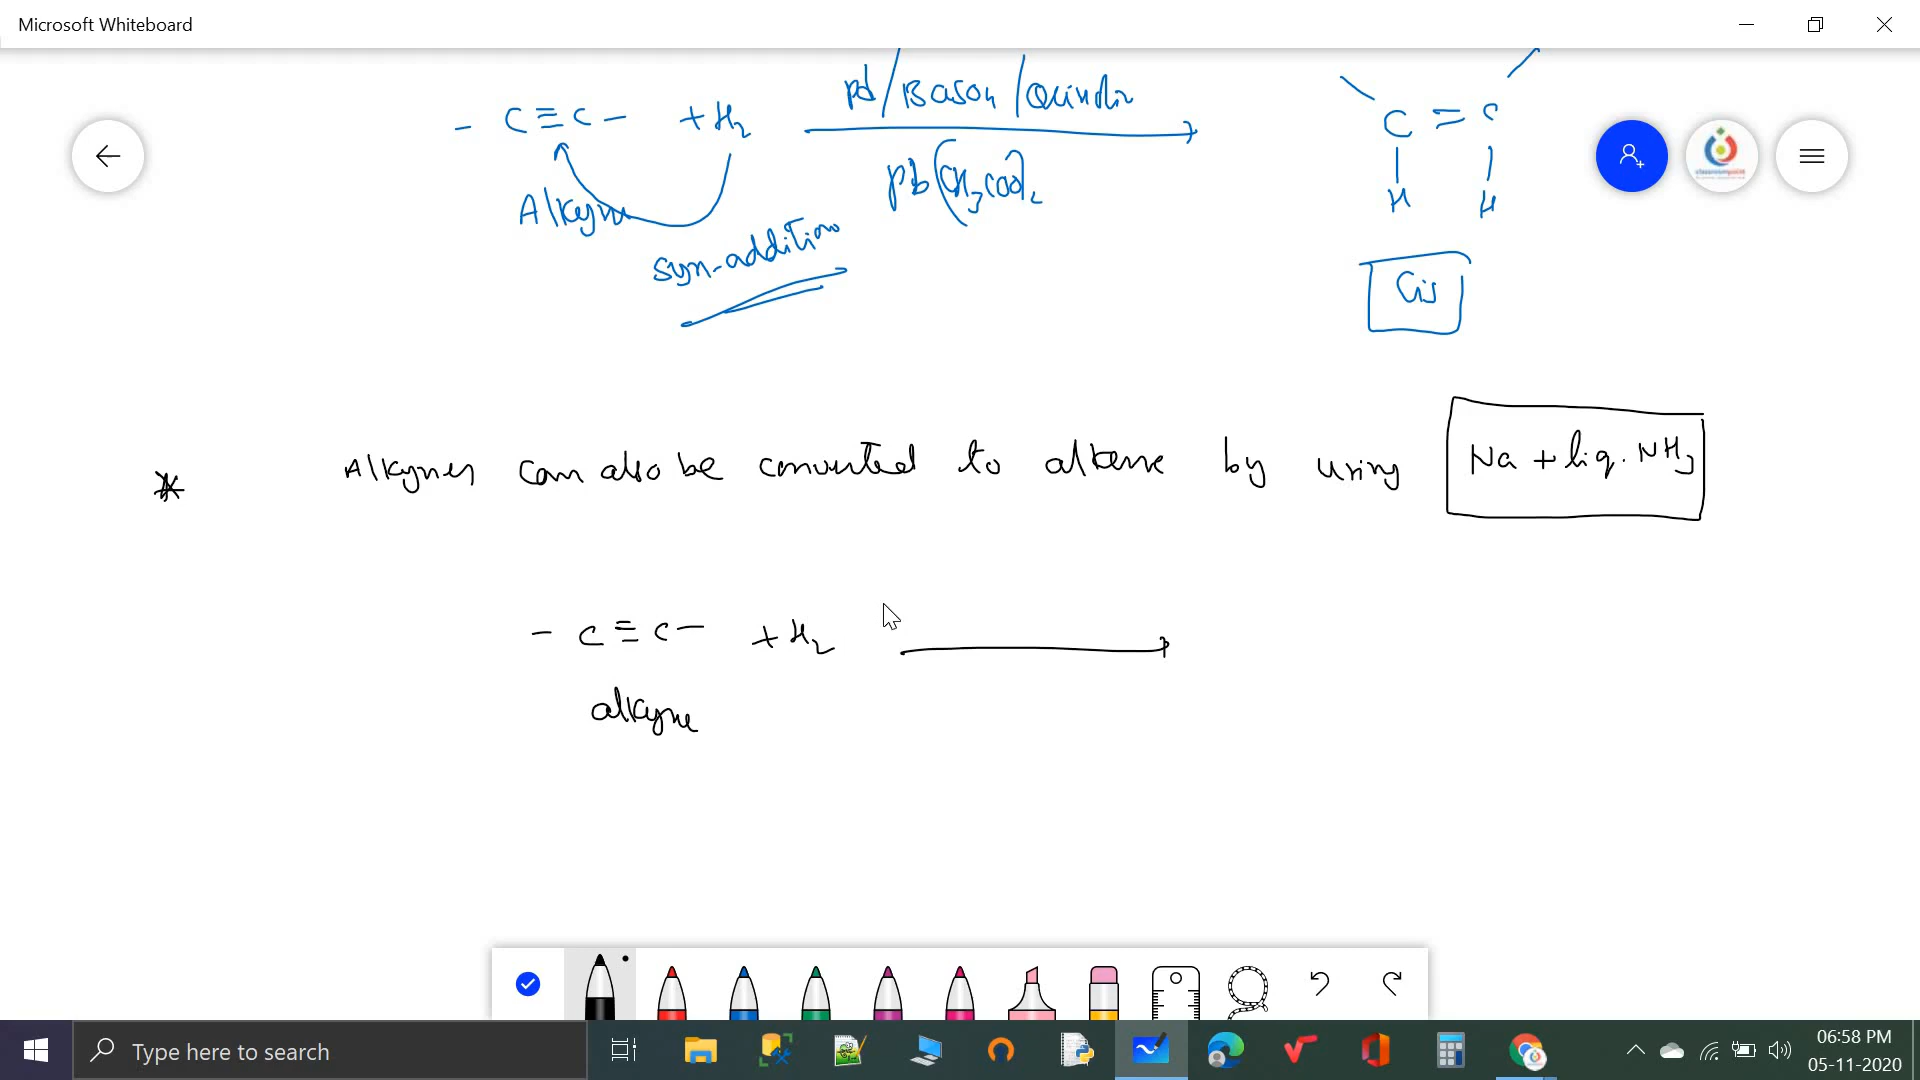 Microsoft Whiteboard
Pd/BaSO4/Quinoline
- C≡C- +H2
C = C
Pb(CH3COO)2
Alkyne
H H
syn-addition
Cis
* Alkynes can also be converted to alkene by using Na + liq. NH3
- C≡C- +H2
alkyne
Type here to search
06:58 PM
05-11-2020